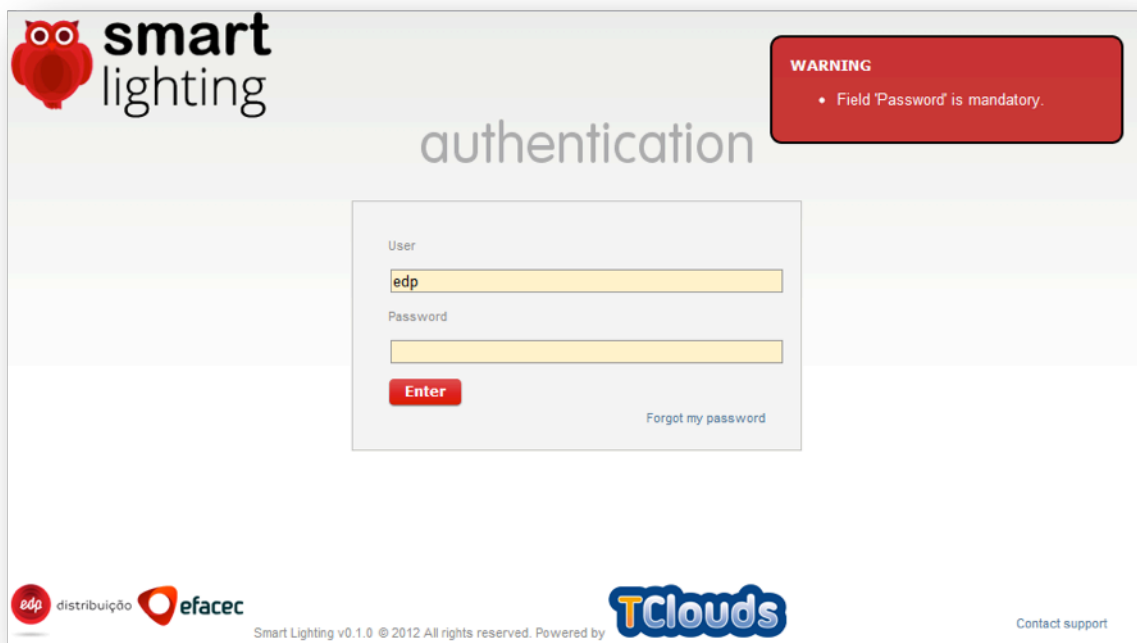 smart
lighting
WARNING
• Field 'Password' is mandatory.
authentication
User
edp
Password
Enter
Forgot my password
edp distribuição efacec
Smart Lighting v0.1.0 © 2012 All rights reserved. Powered by TClouds
Contact support